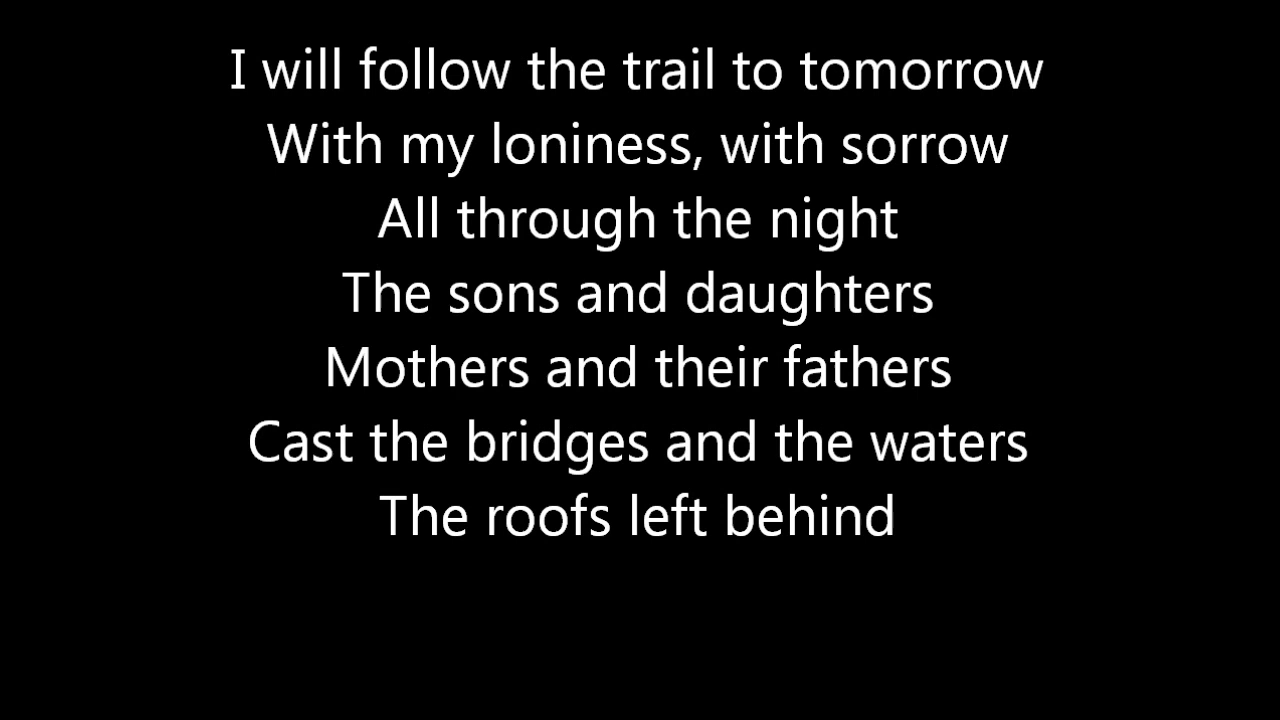 I will follow the trail to tomorrow
With my loniness, with sorrow
All through the night
The sons and daughters
Mothers and their fathers
Cast the bridges and the waters
The roofs left behind